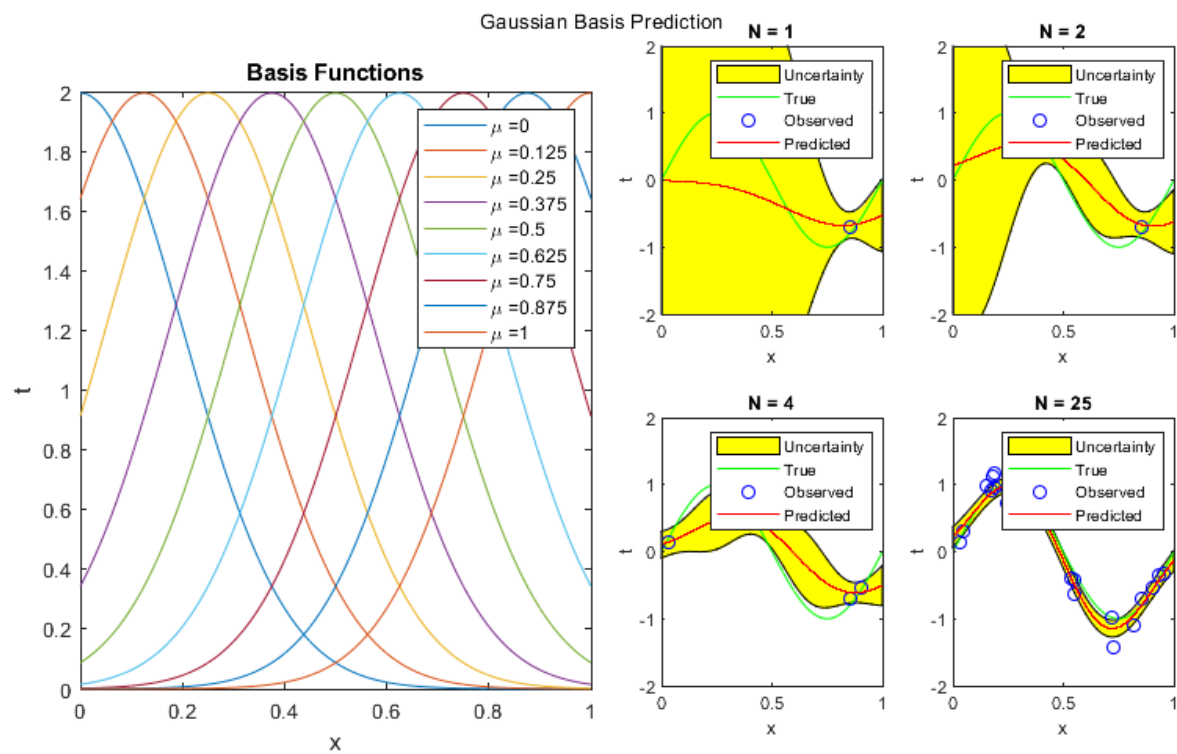 Gaussian Basis Prediction
Basis Functions
2
1.8
1.6
1.4
1.2
1
0.8
0.6
0.4
0.2
0
t
μ =0
μ =0.125
μ =0.25
μ =0.375
μ =0.5
μ =0.625
μ =0.75
μ =0.875
μ =1
0 0.2 0.4 0.6 0.8 1
x
N = 1
2
1
0
-1
-2
t
Uncertainty
True
Observed
Predicted
0 0.5 1
x
N = 2
2
1
0
-1
-2
t
Uncertainty
True
Observed
Predicted
0 0.5 1
x
N = 4
2
1
0
-1
-2
t
Uncertainty
True
Observed
Predicted
0 0.5 1
x
N = 25
2
1
0
-1
-2
t
Uncertainty
True
Observed
Predicted
0 0.5 1
x